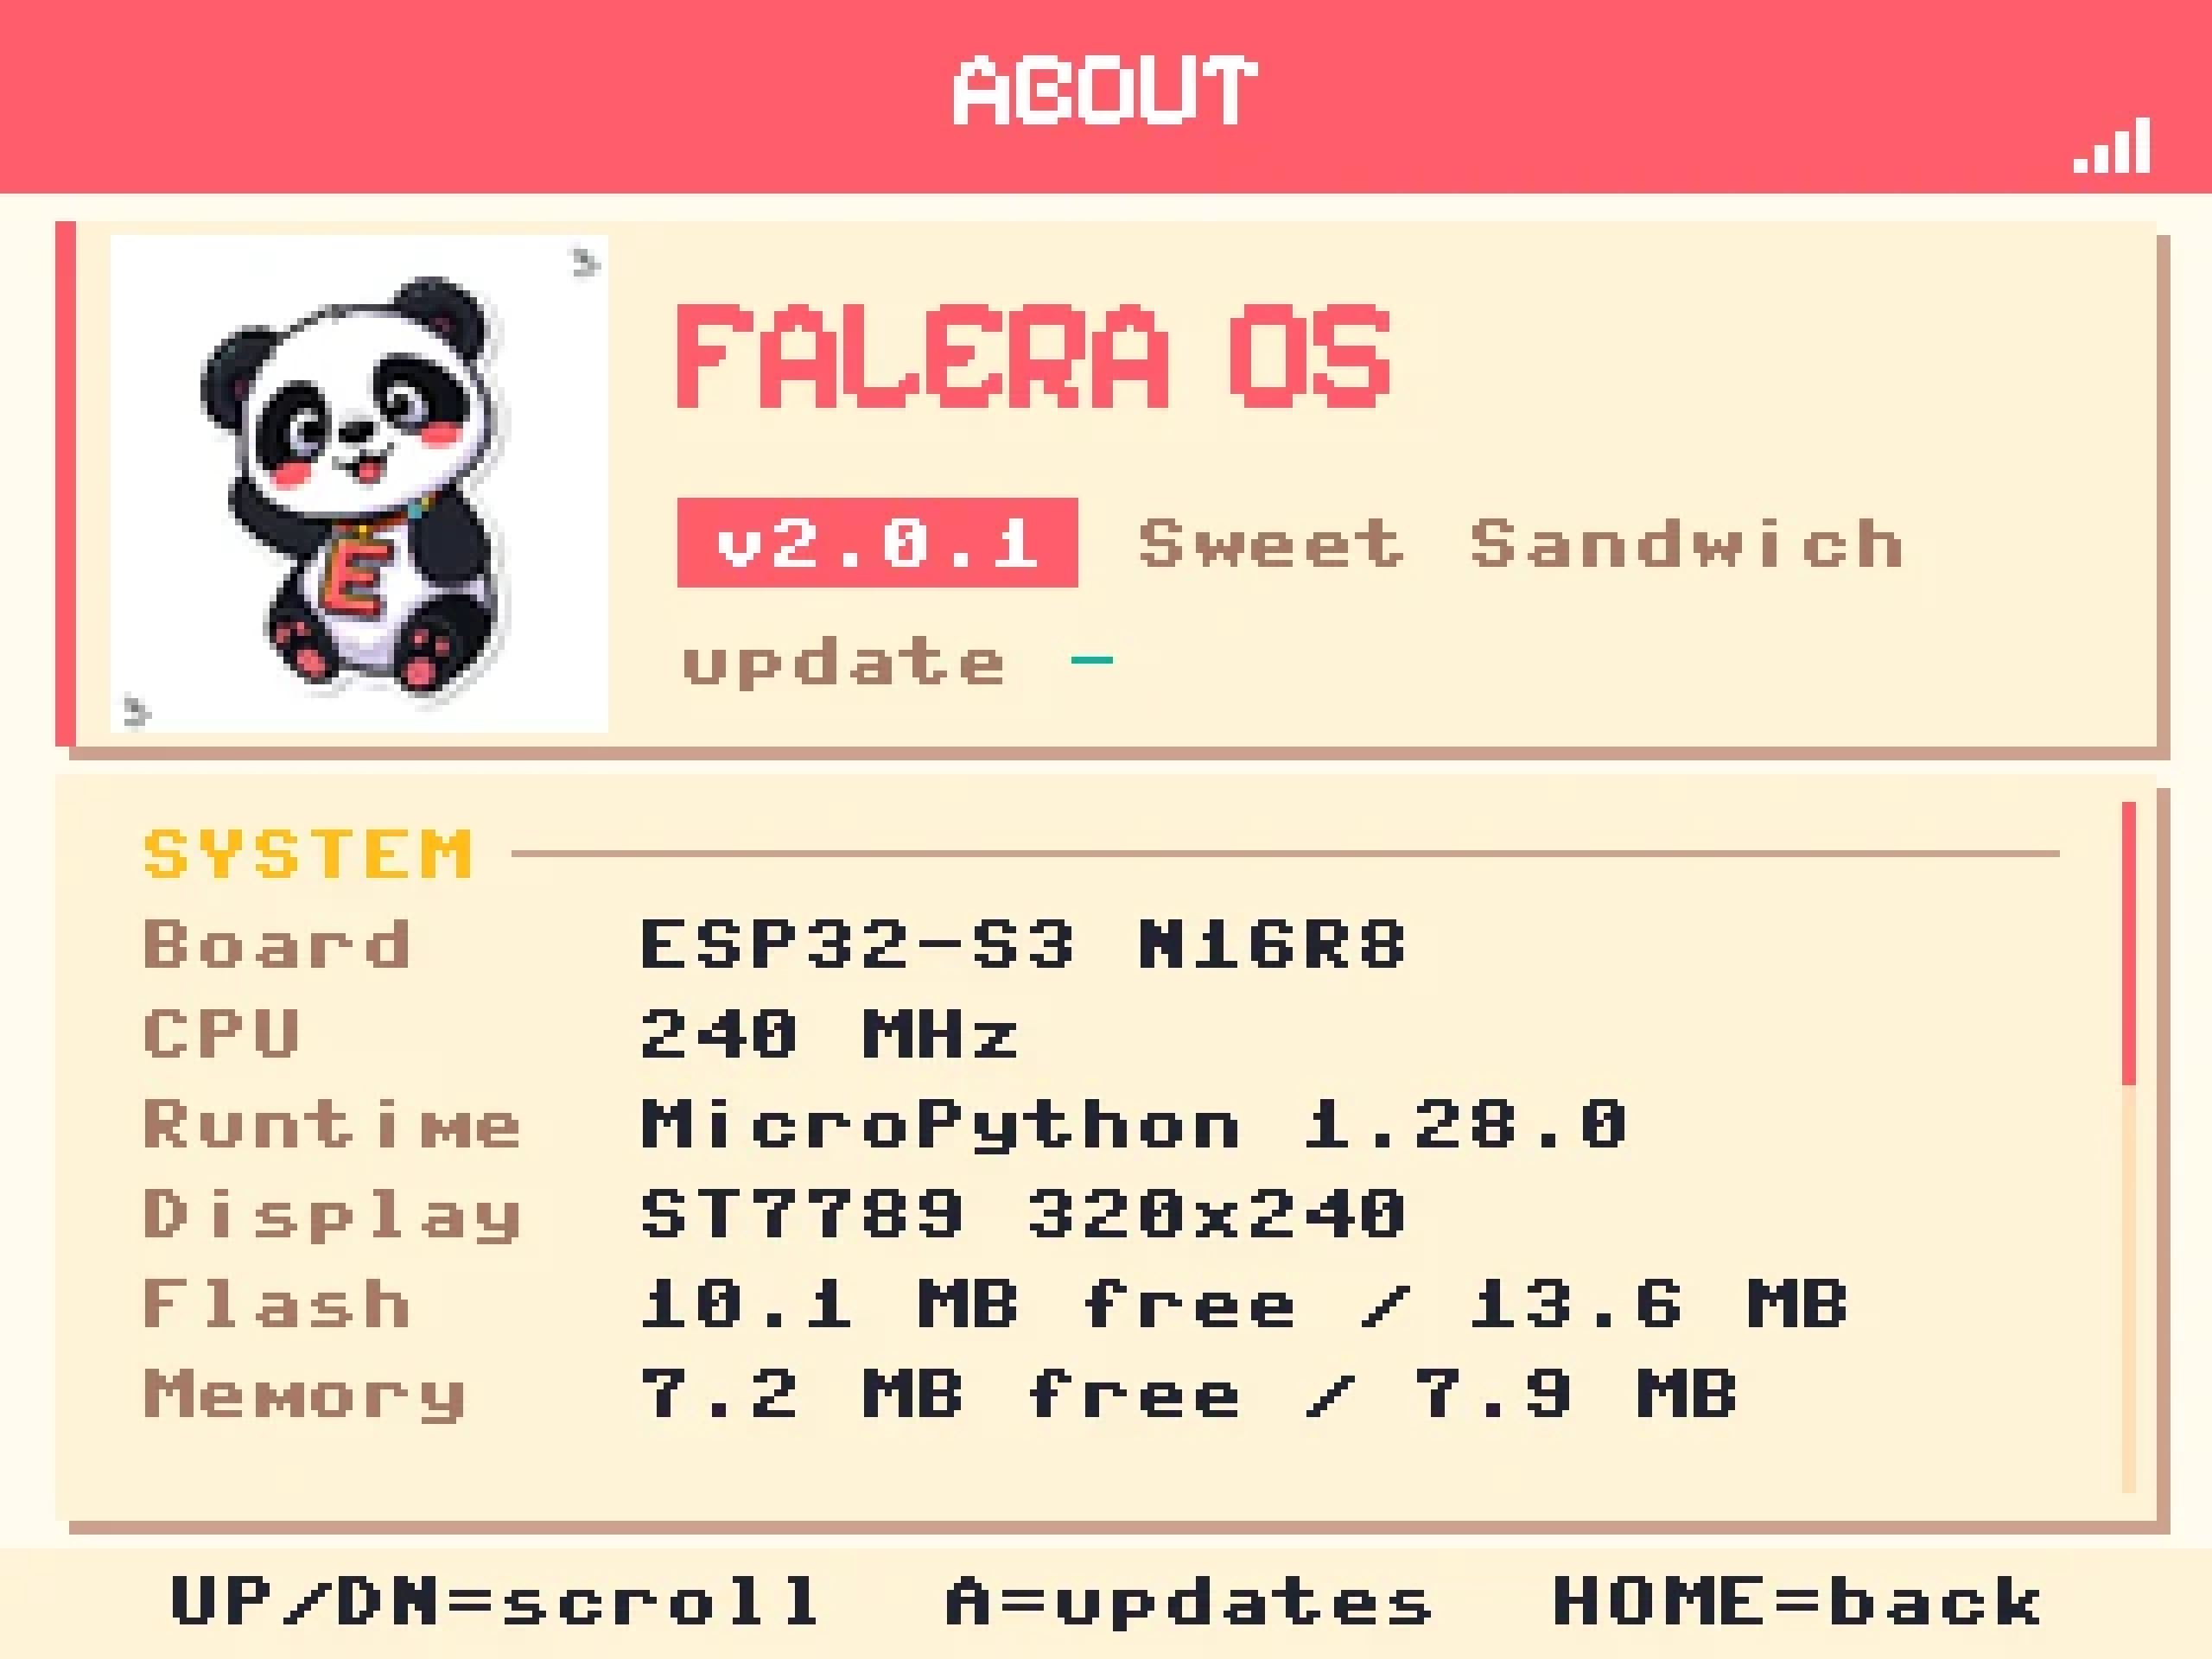 ABOUT
FALERA OS
v2.0.1 Sweet Sandwich
update -
E
SYSTEM
Board ESP32-S3 N16R8
CPU 240 MHz
Runtime MicroPython 1.28.0
Display ST7789 320x240
Flash 10.1 MB free / 13.6 MB
Memory 7.2 MB free / 7.9 MB
UP/DN=scroll A=updates HOME=back